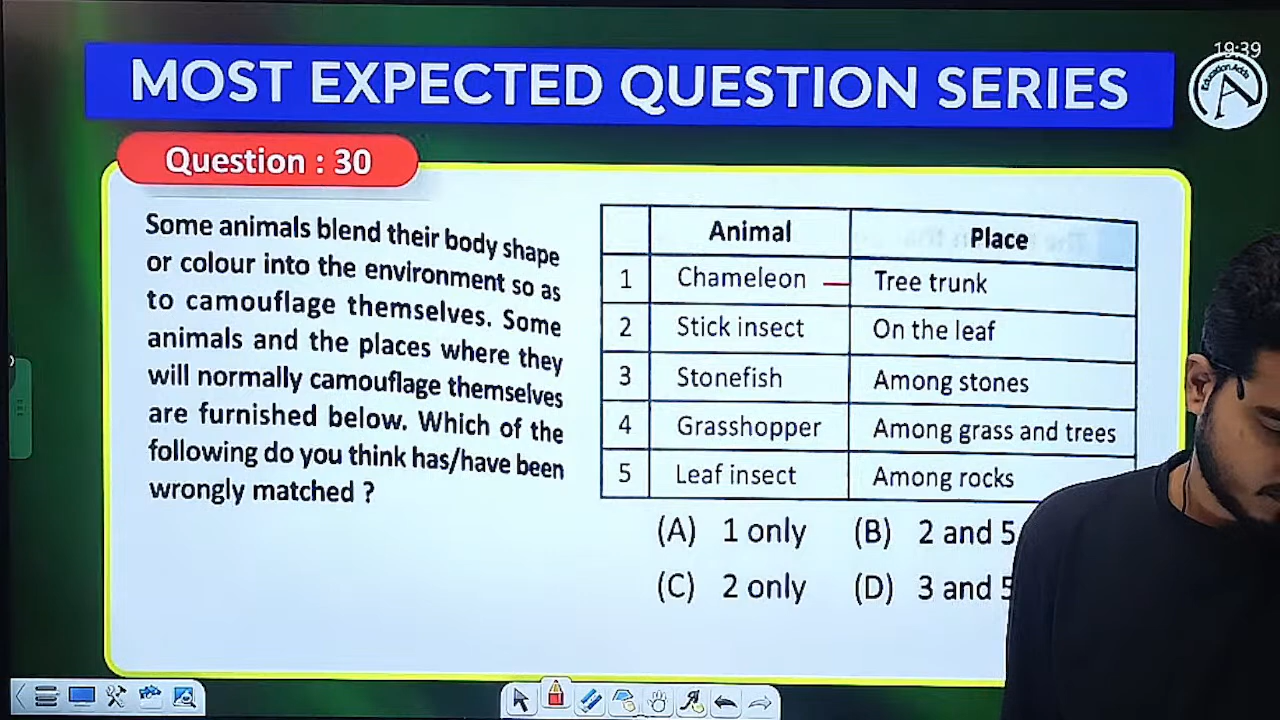 19:39
MOST EXPECTED QUESTION SERIES
Education Adda
A
Question : 30
Some animals blend their body shape
or colour into the environment so as
to camouflage themselves. Some
animals and the places where they
will normally camouflage themselves
are furnished below. Which of the
following do you think has/have been
wrongly matched ?
Animal Place
1 Chameleon Tree trunk
2 Stick insect On the leaf
3 Stonefish Among stones
4 Grasshopper Among grass and trees
5 Leaf insect Among rocks
(A) 1 only (B) 2 and 5
(C) 2 only (D) 3 and 5